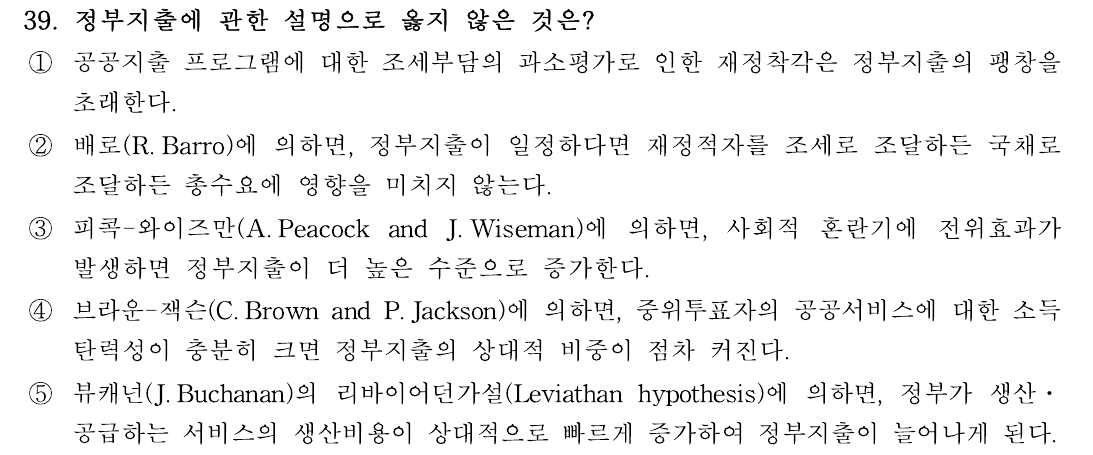 39. 정부지출에 관한 설명으로 옳지 않은 것은?
① 공공지출 프로그램에 대한 조세부담의 과소평가로 인한 재정착각은 정부지출의 팽창을
초래한다.
② 배로(R. Barro)에 의하면, 정부지출이 일정하다면 재정적자를 조세로 조달하든 국채로
조달하든 총수요에 영향을 미치지 않는다.
③ 피콕-와이즈만(A. Peacock and J. Wiseman)에 의하면, 사회적 혼란기에 전위효과가
발생하면 정부지출이 더 높은 수준으로 증가한다.
④ 브라운-잭슨(C. Brown and P. Jackson)에 의하면, 중위투표자의 공공서비스에 대한 소득
탄력성이 충분히 크면 정부지출의 상대적 비중이 점차 커진다.
⑤ 뷰캐넌(J. Buchanan)의 리바이어던가설(Leviathan hypothesis)에 의하면, 정부가 생산・
공급하는 서비스의 생산비용이 상대적으로 빠르게 증가하여 정부지출이 늘어나게 된다.